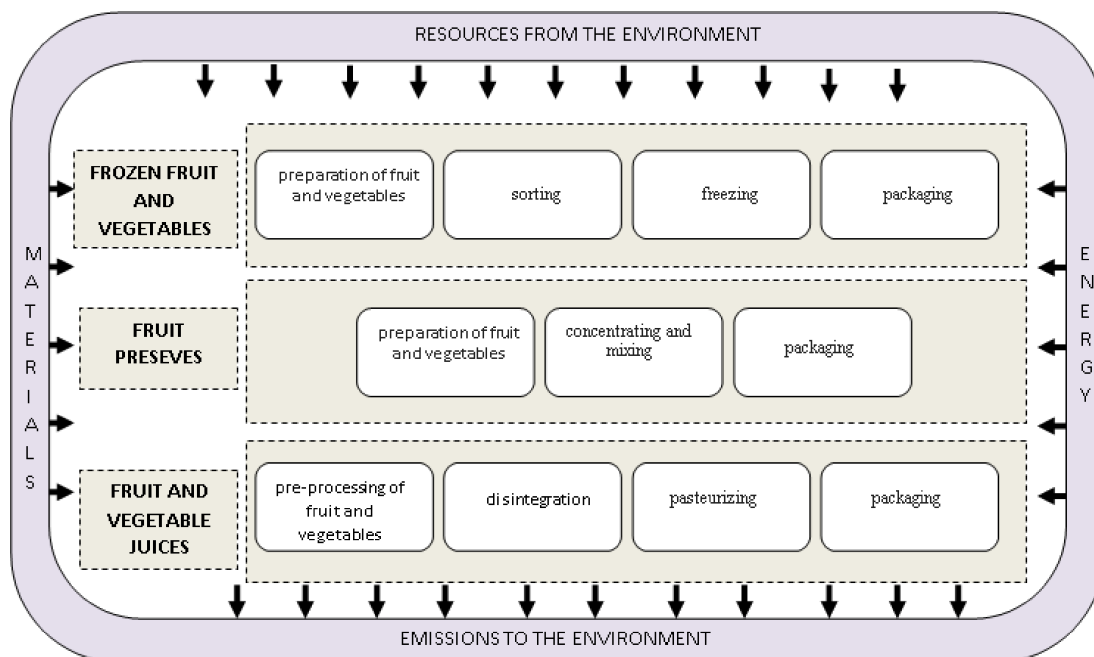 RESOURCES FROM THE ENVIRONMENT
MATERIALS
FROZEN FRUIT
AND
VEGETABLES
preparation of fruit
and vegetables
sorting
freezing
packaging
FRUIT
PRESEVES
preparation of fruit
and vegetables
concentrating and
mixing
packaging
FRUIT AND
VEGETABLE
JUICES
pre-processing of
fruit and
vegetables
disintegration
pasteurizing
packaging
ENERGY
EMISSIONS TO THE ENVIRONMENT